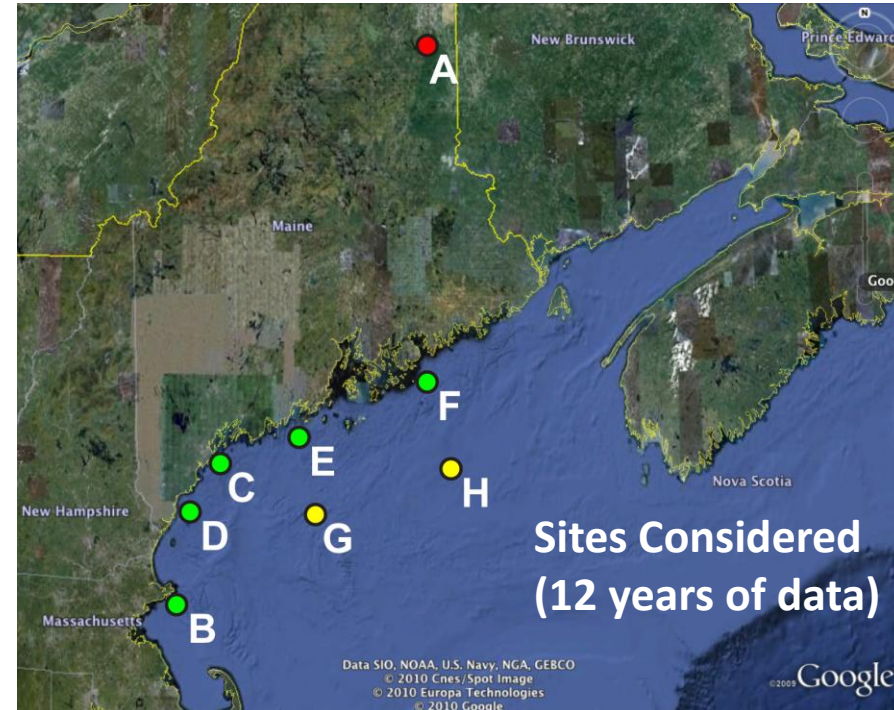 N
New Brunswick
Prince Edward
A
Maine
Goo
F
E
C
H
Nova Scotia
New Hampshire
D
G
Sites Considered
(12 years of data)
B
Massachusetts
Data SIO, NOAA, U.S. Navy, NGA, GEBCO
© 2010 Cnes/Spot Image
© 2010 Europa Technologies
© 2010 Google
©2009 Google